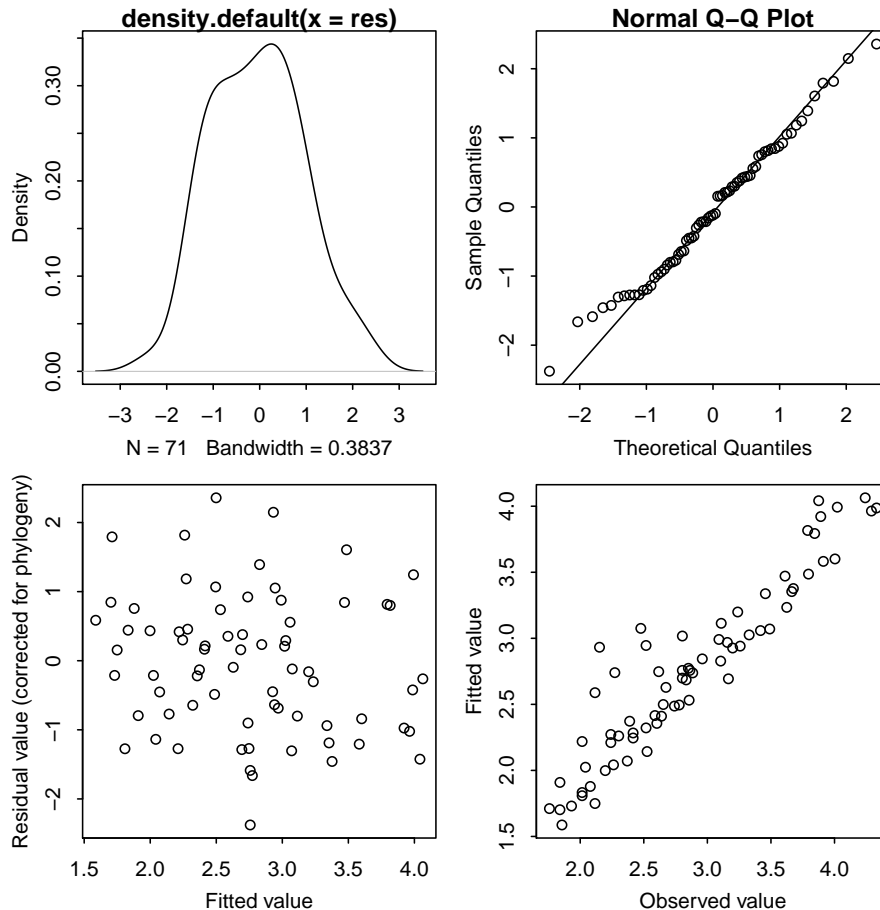 density.default(x = res)
Density
0.00
0.10
0.20
0.30
−3 −2 −1 0 1 2 3
N = 71 Bandwidth = 0.3837
Normal Q−Q Plot
Sample Quantiles
−2
−1
0
1
2
−2 −1 0 1 2
Theoretical Quantiles
Residual value (corrected for phylogeny)
−2
−1
0
1
2
1.5 2.0 2.5 3.0 3.5 4.0
Fitted value
Fitted value
1.5
2.0
2.5
3.0
3.5
4.0
2.0 2.5 3.0 3.5 4.0
Observed value